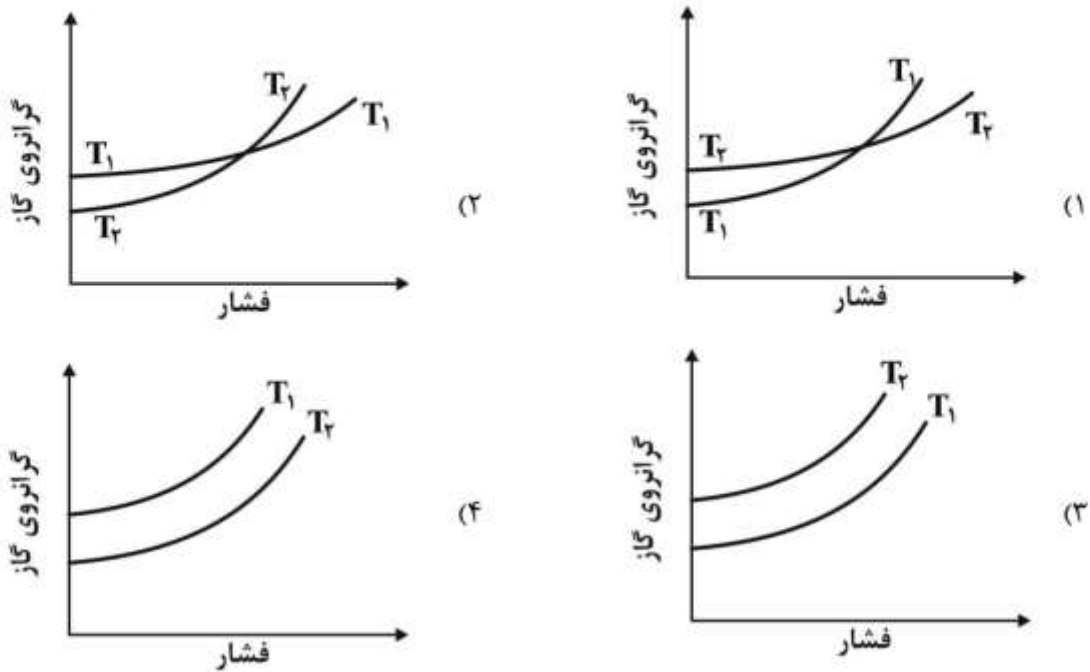 (۱
گرانروی گاز
T۱
T۲
T۲
T۱
فشار
(۲
گرانروی گاز
T۲
T۱
T۱
T۲
فشار
(۳
گرانروی گاز
T۲
T۱
فشار
(۴
گرانروی گاز
T۱
T۲
فشار